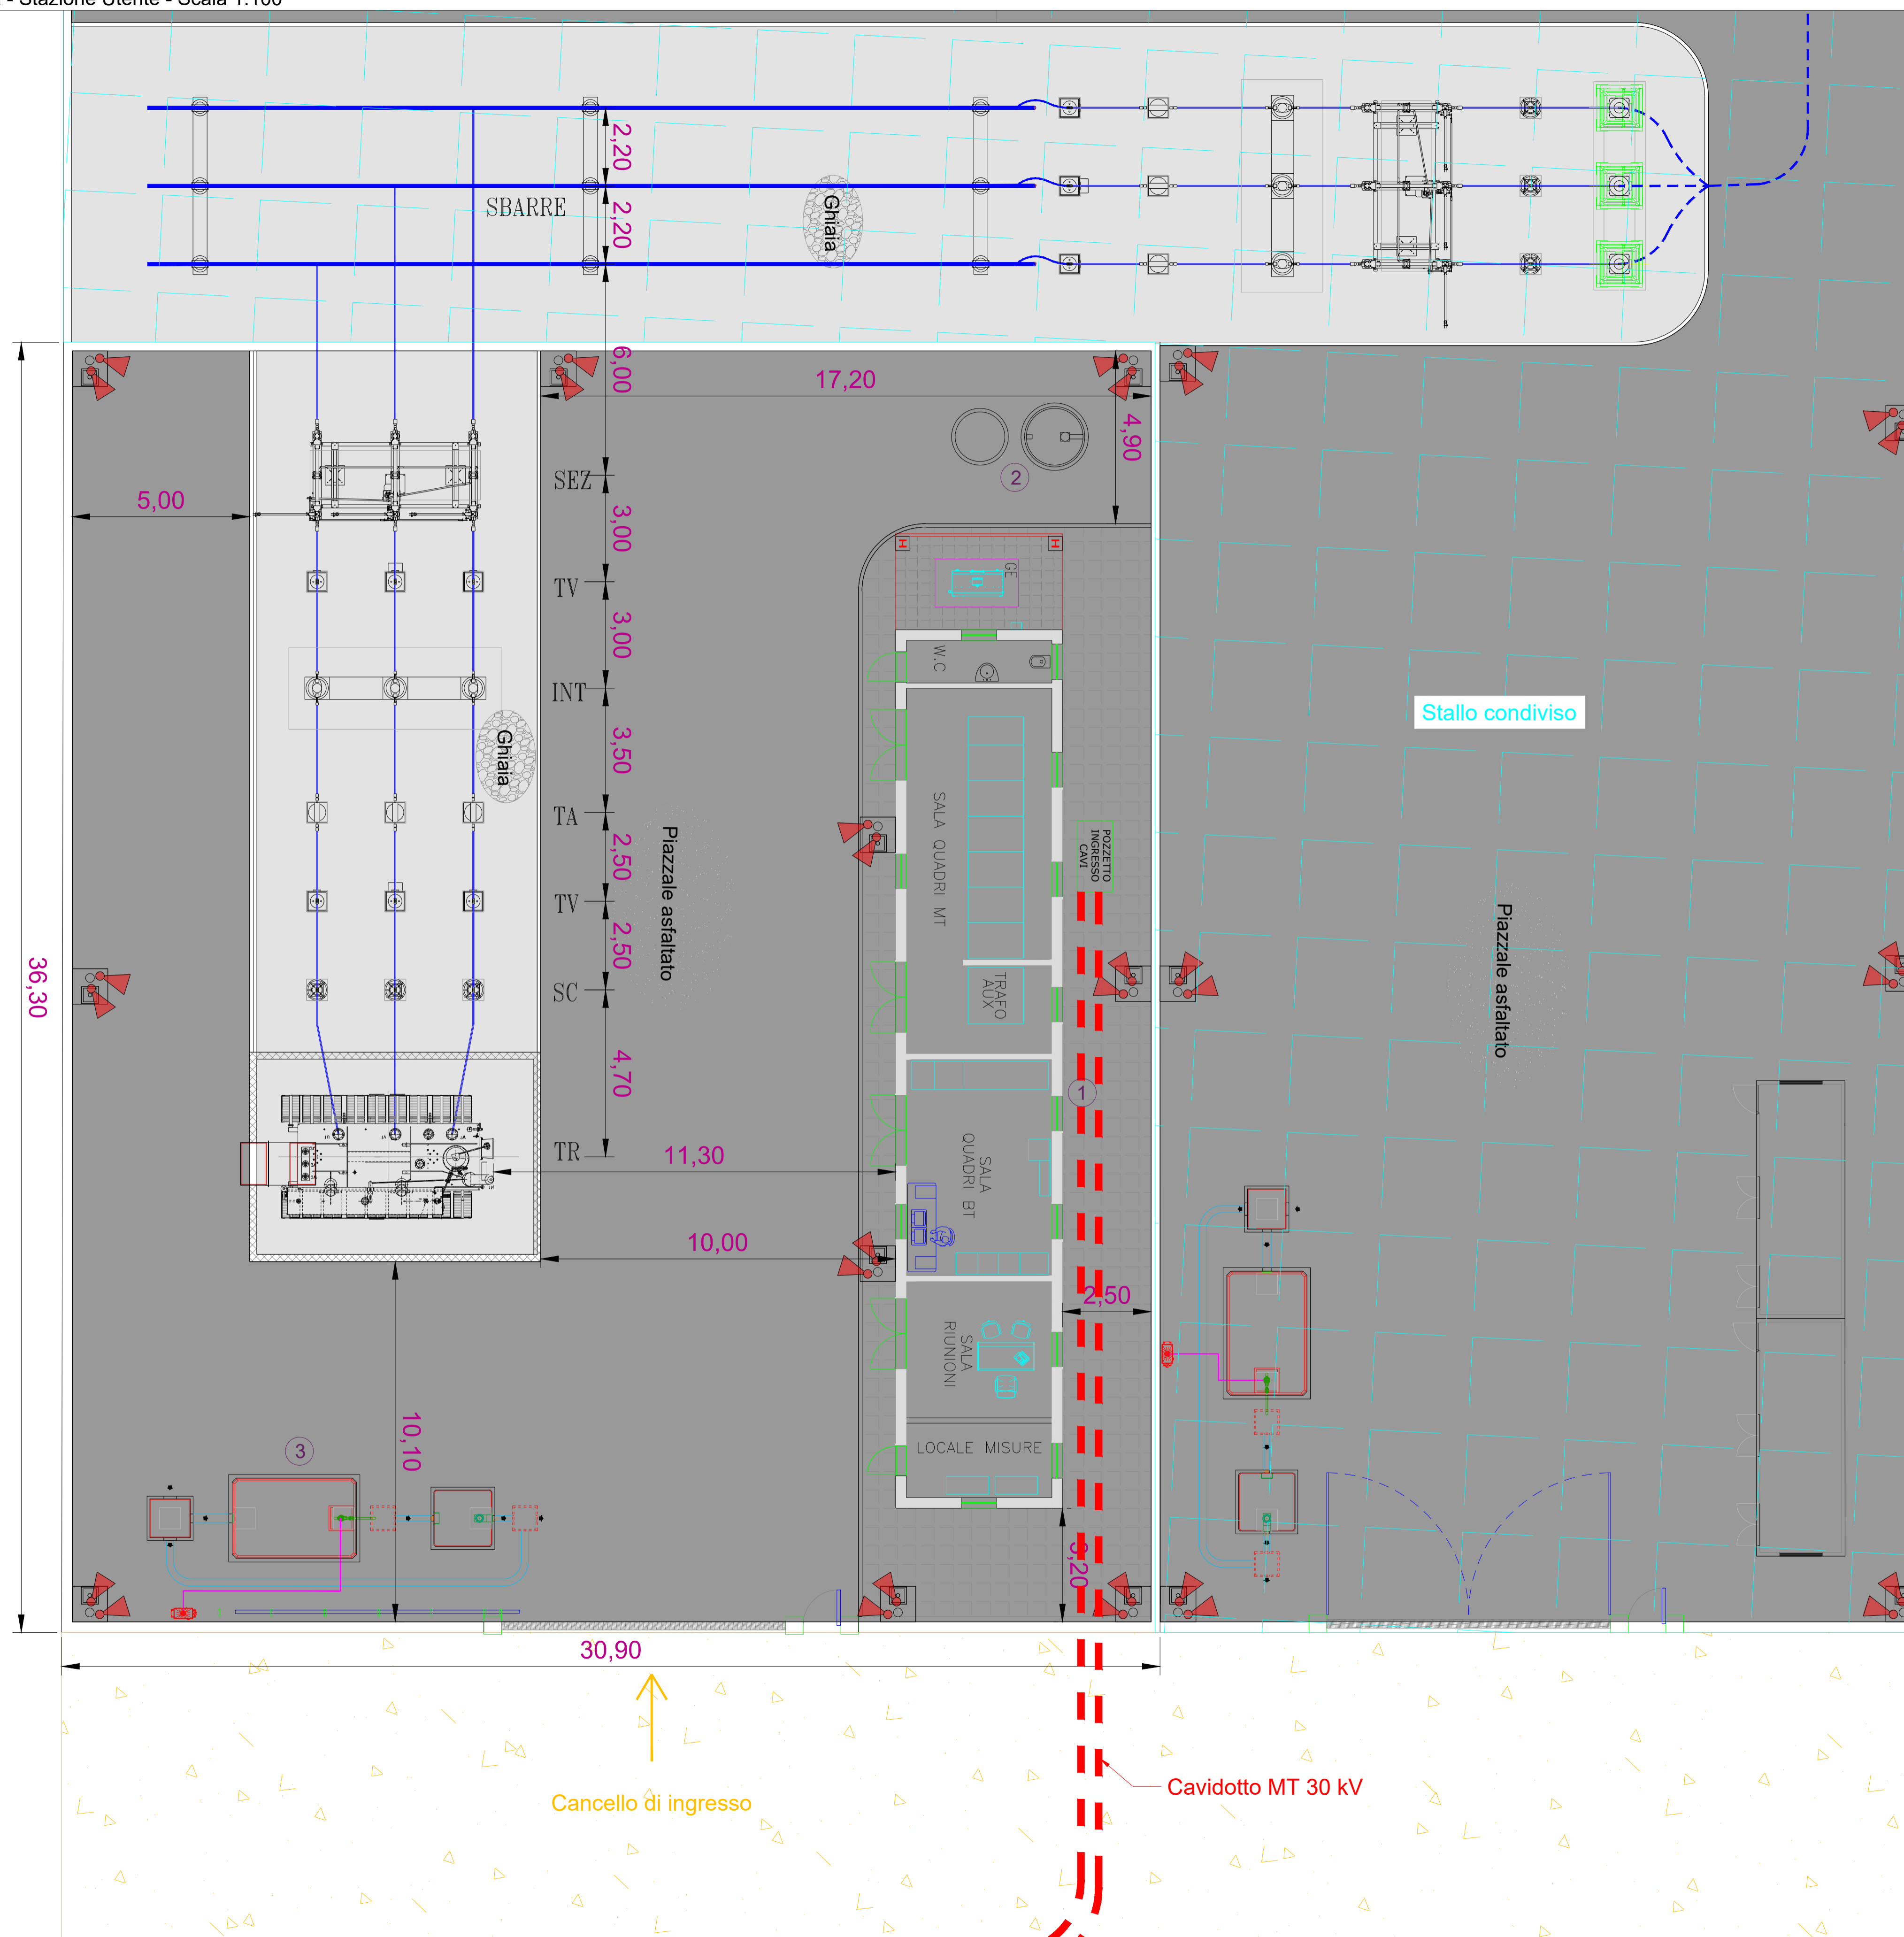 - Stazione Utente - Scala 1:100
2,20
2,20
SBARRE
Ghiaia
6,00
17,20
4,90
5,00
SEZ
2
3,00
TV
3,00
GE
W.C
INT
Ghiaia
3,50
TA
2,50
TV
2,50
SC
4,70
TR
Piazzale asfaltato
SALA QUADRI MT
POZZETTO
INGRESSO
CAVI
TRAFO
AUX
Stallo condiviso
Piazzale asfaltato
36,30
1
11,30
10,00
SALA
QUADRI BT
2,50
SALA
RIUNIONI
LOCALE MISURE
10,10
3
3,20
30,90
Cancello di ingresso
Cavidotto MT 30 kV